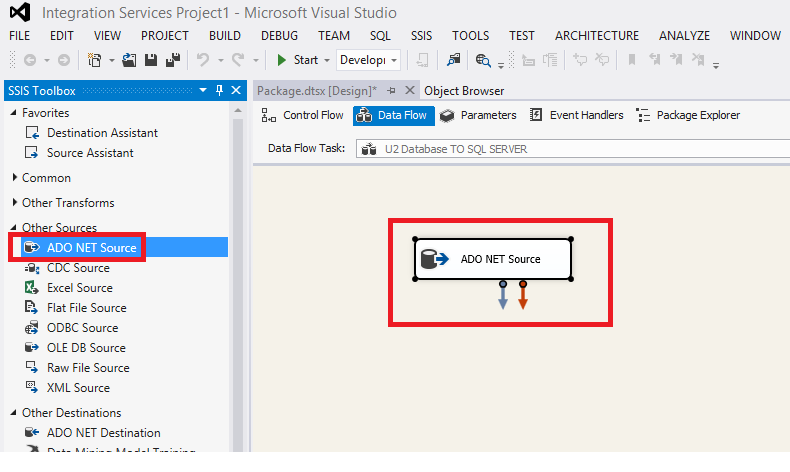 Integration Services Project1 - Microsoft Visual Studio
FILE EDIT VIEW PROJECT BUILD DEBUG TEAM SQL SSIS TOOLS TEST ARCHITECTURE ANALYZE WINDOW
Start Developi
SSIS Toolbox
Package.dtsx [Design]* Object Browser
Favorites
Destination Assistant
Source Assistant
Common
Other Transforms
Other Sources
ADO NET Source
CDC Source
Excel Source
Flat File Source
ODBC Source
OLE DB Source
Raw File Source
XML Source
Other Destinations
ADO NET Destination
Data Mining Model Training
Control Flow Data Flow Parameters Event Handlers Package Explorer
Data Flow Task: U2 Database TO SQL SERVER
ADO NET Source